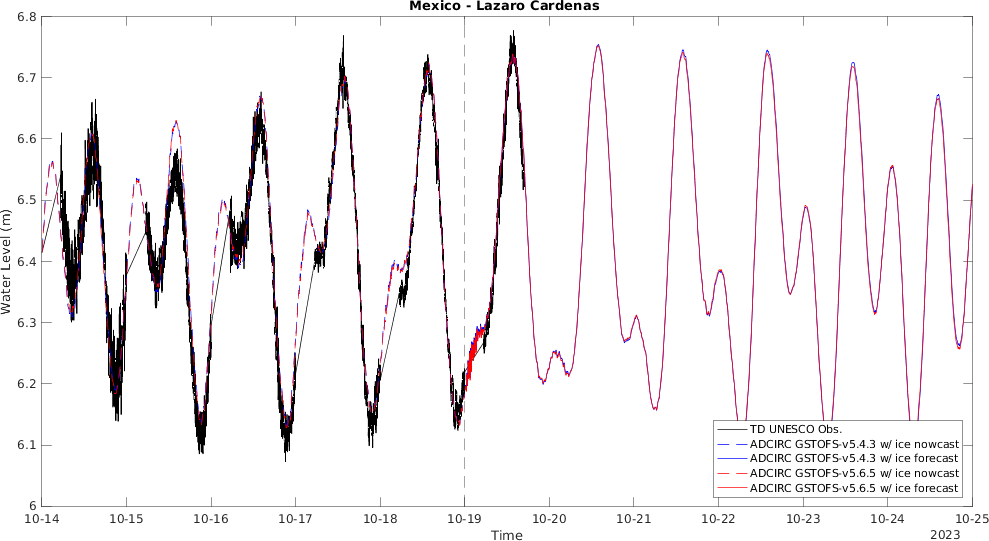 Mexico - Lazaro Cardenas
6.8
6.7
6.6
6.5
6.4
6.3
6.2
6.1
6
Water Level (m)
10-14
10-15
10-16
10-17
10-18
10-19
10-20
10-21
10-22
10-23
10-24
10-25
Time
2023
TD UNESCO Obs.
ADCIRC GSTOFS-v5.4.3 w/ ice nowcast
ADCIRC GSTOFS-v5.4.3 w/ ice forecast
ADCIRC GSTOFS-v5.6.5 w/ ice nowcast
ADCIRC GSTOFS-v5.6.5 w/ ice forecast